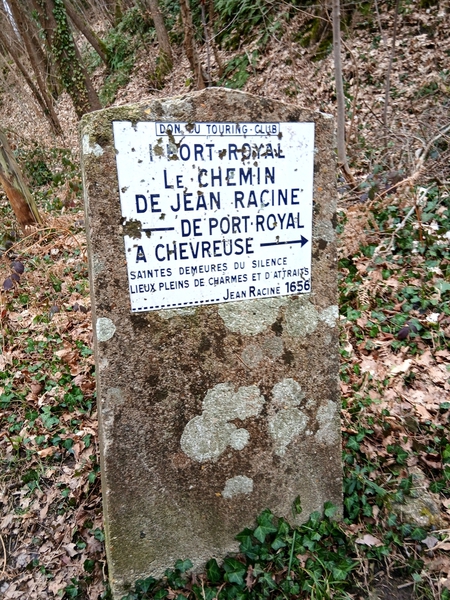 DON DU TOURING-CLUB
1 PORT-ROYAL
LE CHEMIN
DE JEAN RACINE
DE PORT-ROYAL
A CHEVREUSE
SAINTES DEMEURES DU SILENCE
LIEUX PLEINS DE CHARMES ET D'ATTRAITS
JEAN RACINE 1656